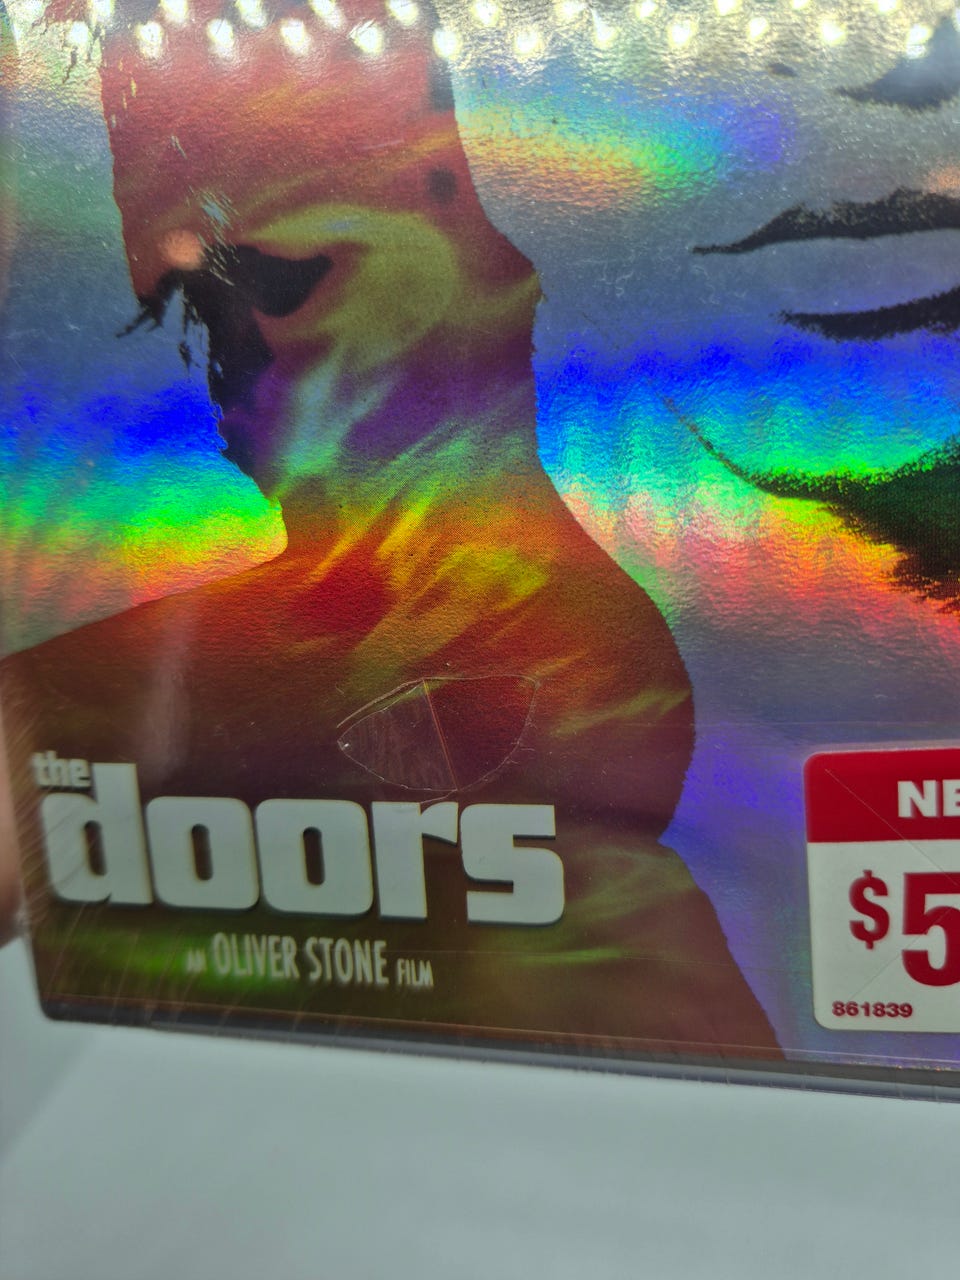 the
doors
AN OLIVER STONE FILM
NE
$5
861839